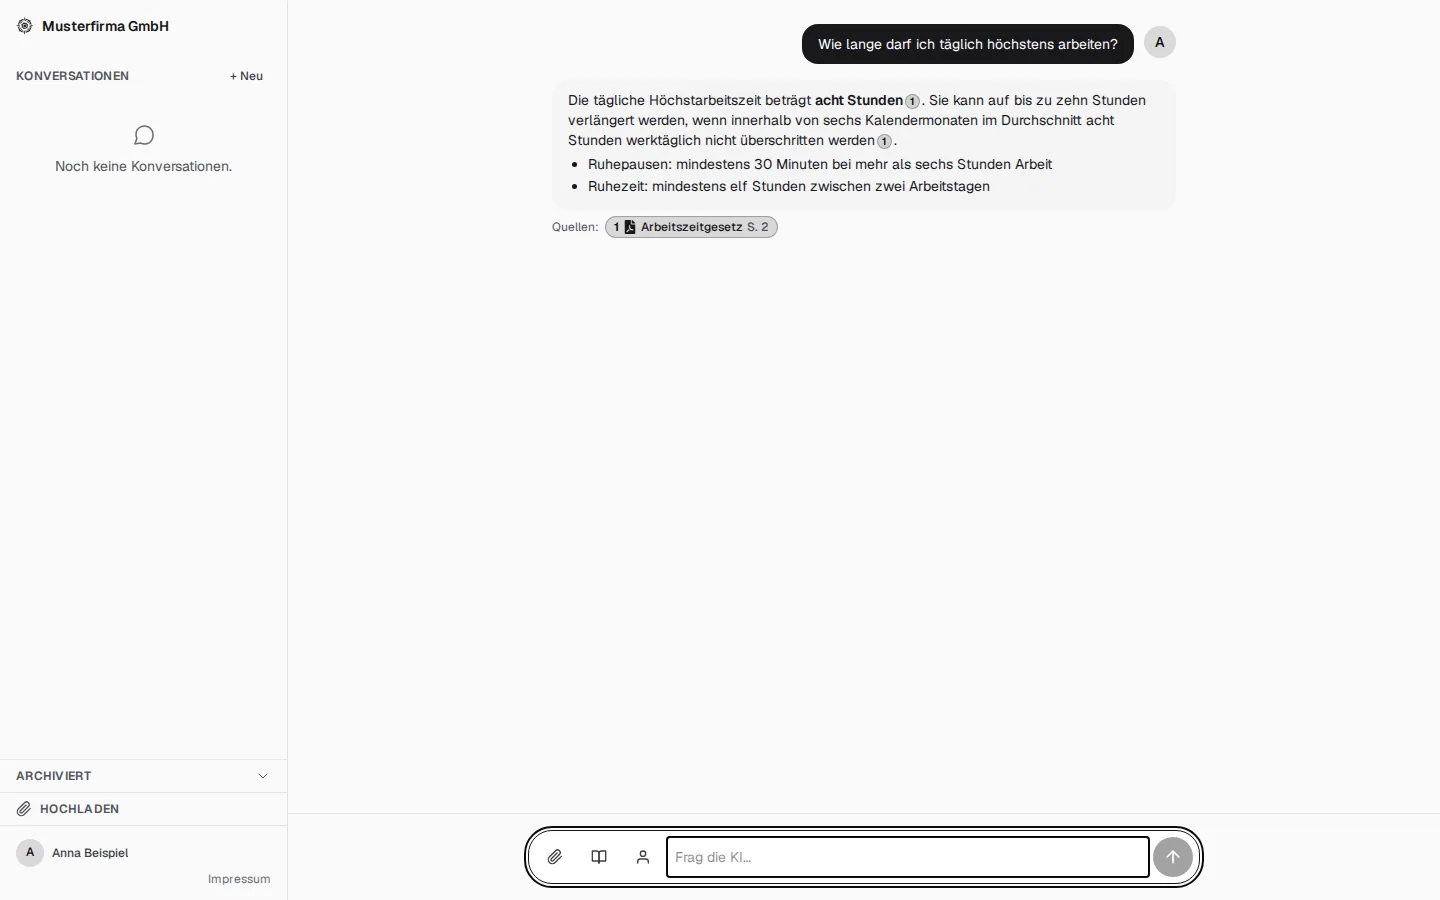 Musterfirma GmbH
KONVERSATIONEN
+ Neu
Noch keine Konversationen.
ARCHIVIERT
HOCHLADEN
A
Anna Beispiel
Impressum
Wie lange darf ich täglich höchstens arbeiten?
A
Die tägliche Höchstarbeitszeit beträgt acht Stunden 1. Sie kann auf bis zu zehn Stunden
verlängert werden, wenn innerhalb von sechs Kalendermonaten im Durchschnitt acht
Stunden werktäglich nicht überschritten werden 1.
• Ruhepausen: mindestens 30 Minuten bei mehr als sechs Stunden Arbeit
• Ruhezeit: mindestens elf Stunden zwischen zwei Arbeitstagen
Quellen: 1 Arbeitszeitgesetz S. 2
Frag die KI...